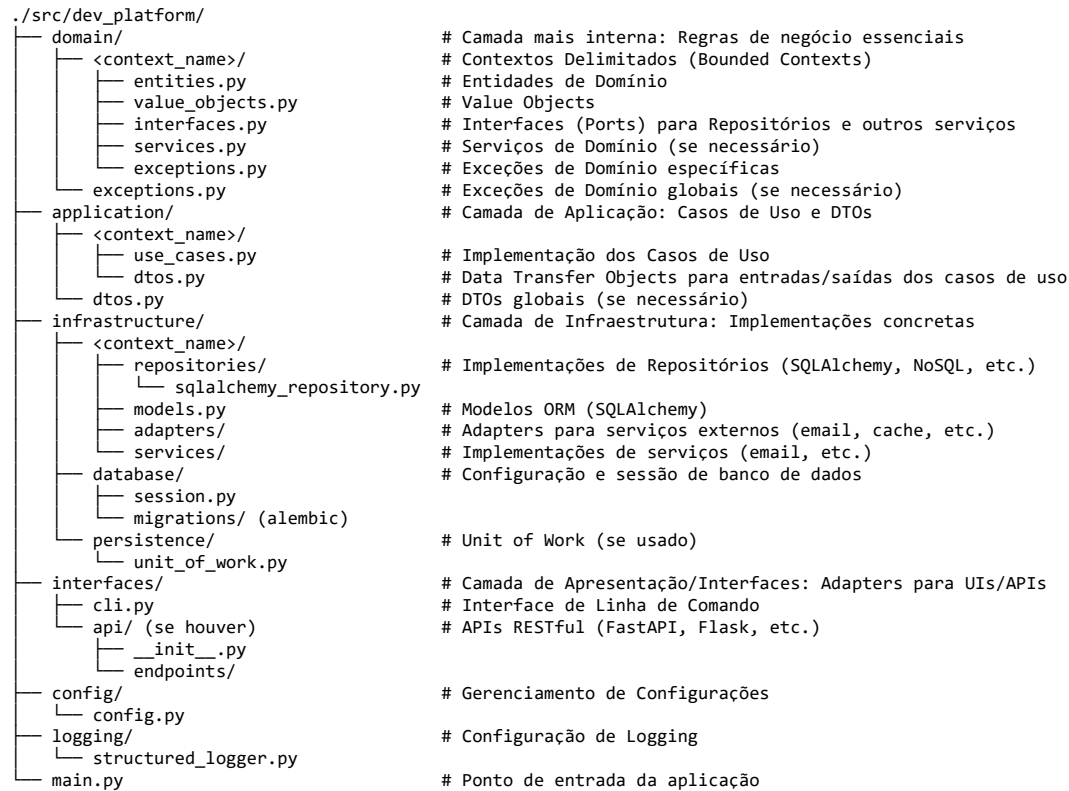 ./src/dev_platform/
├── domain/                                # Camada mais interna: Regras de negócio essenciais
│   ├── <context_name>/                    # Contextos Delimitados (Bounded Contexts)
│   │   ├── entities.py                    # Entidades de Domínio
│   │   ├── value_objects.py               # Value Objects
│   │   ├── interfaces.py                  # Interfaces (Ports) para Repositórios e outros serviços
│   │   ├── services.py                    # Serviços de Domínio (se necessário)
│   │   └── exceptions.py                  # Exceções de Domínio específicas
│   └── exceptions.py                      # Exceções de Domínio globais (se necessário)
├── application/                           # Camada de Aplicação: Casos de Uso e DTOs
│   ├── <context_name>/
│   │   ├── use_cases.py                   # Implementação dos Casos de Uso
│   │   └── dtos.py                        # Data Transfer Objects para entradas/saídas dos casos de uso
│   └── dtos.py                            # DTOs globais (se necessário)
├── infrastructure/                        # Camada de Infraestrutura: Implementações concretas
│   ├── <context_name>/
│   │   ├── repositories/                  # Implementações de Repositórios (SQLAlchemy, NoSQL, etc.)
│   │   │   └── sqlalchemy_repository.py
│   │   ├── models.py                      # Modelos ORM (SQLAlchemy)
│   │   ├── adapters/                      # Adapters para serviços externos (email, cache, etc.)
│   │   └── services/                      # Implementações de serviços (email, etc.)
│   ├── database/                          # Configuração e sessão de banco de dados
│   │   ├── session.py
│   │   └── migrations/ (alembic)
│   └── persistence/                       # Unit of Work (se usado)
│       └── unit_of_work.py
├── interfaces/                            # Camada de Apresentação/Interfaces: Adapters para UIs/APIs
│   ├── cli.py                             # Interface de Linha de Comando
│   └── api/ (se houver)                   # APIs RESTful (FastAPI, Flask, etc.)
│       ├── __init__.py
│       └── endpoints/
├── config/                                # Gerenciamento de Configurações
│   └── config.py
├── logging/                               # Configuração de Logging
│   └── structured_logger.py
└── main.py                                # Ponto de entrada da aplicação